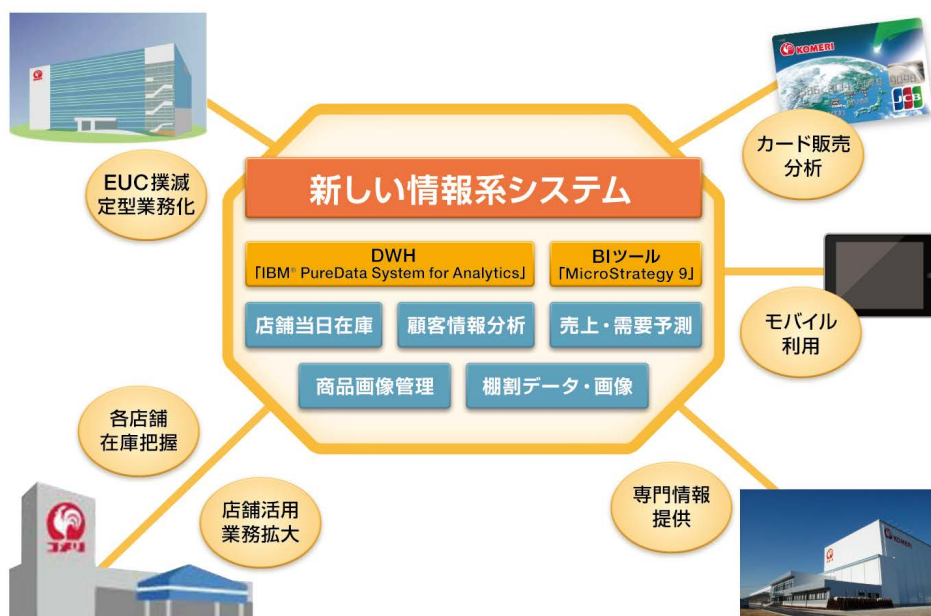 KOMERI
JCB
カード販売
分析
EUC撲滅
定型業務化
新しい情報系システム
DWH
「IBM® PureData System for Analytics」
BIツール
「MicroStrategy 9」
店舗当日在庫
顧客情報分析
売上・需要予測
モバイル
利用
商品画像管理
棚割データ・画像
各店舗
在庫把握
店舗活用
業務拡大
専門情報
提供
コメリ
KOMERI